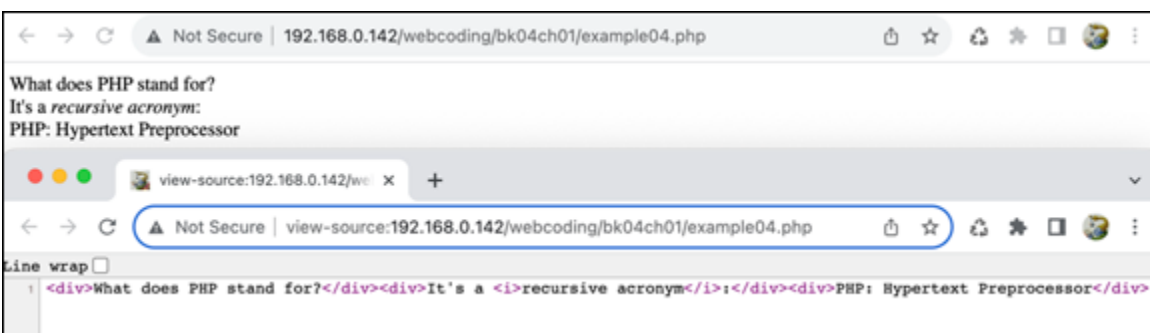 Not Secure | 192.168.0.142/webcoding/bk04ch01/example04.php
What does PHP stand for?
It's a recursive acronym:
PHP: Hypertext Preprocessor
view-source:192.168.0.142/we
Not Secure | view-source:192.168.0.142/webcoding/bk04ch01/example04.php
Line wrap
1 <div>What does PHP stand for?</div><div>It's a <i>recursive acronym</i>:</div><div>PHP: Hypertext Preprocessor</div>